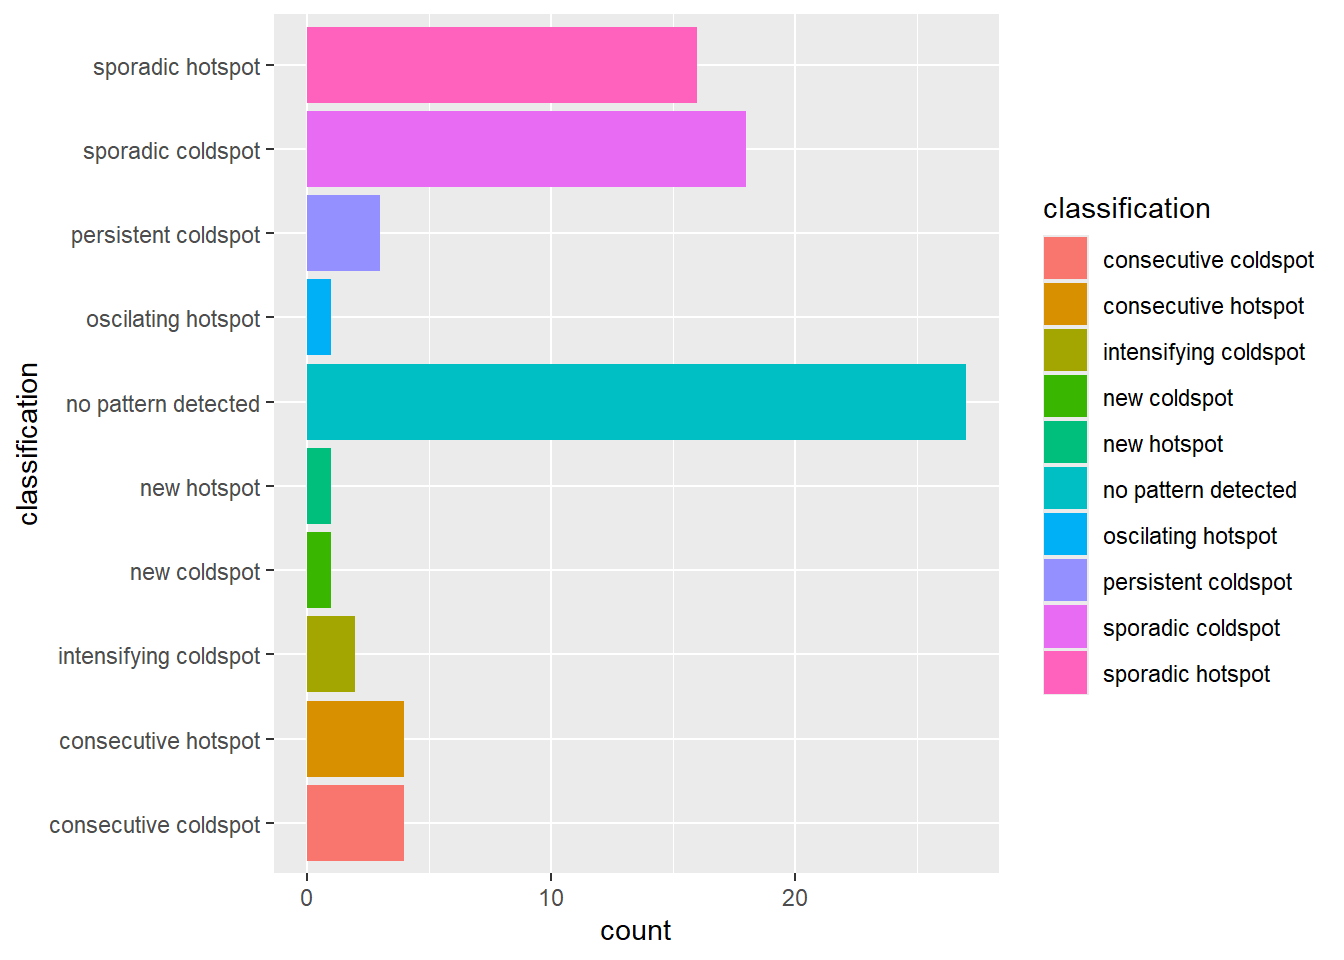 sporadic hotspot
sporadic coldspot
persistent coldspot
oscilating hotspot
no pattern detected
new hotspot
new coldspot
intensifying coldspot
consecutive hotspot
consecutive coldspot
classification
0 10 20
count
classification
consecutive coldspot
consecutive hotspot
intensifying coldspot
new coldspot
new hotspot
no pattern detected
oscilating hotspot
persistent coldspot
sporadic coldspot
sporadic hotspot